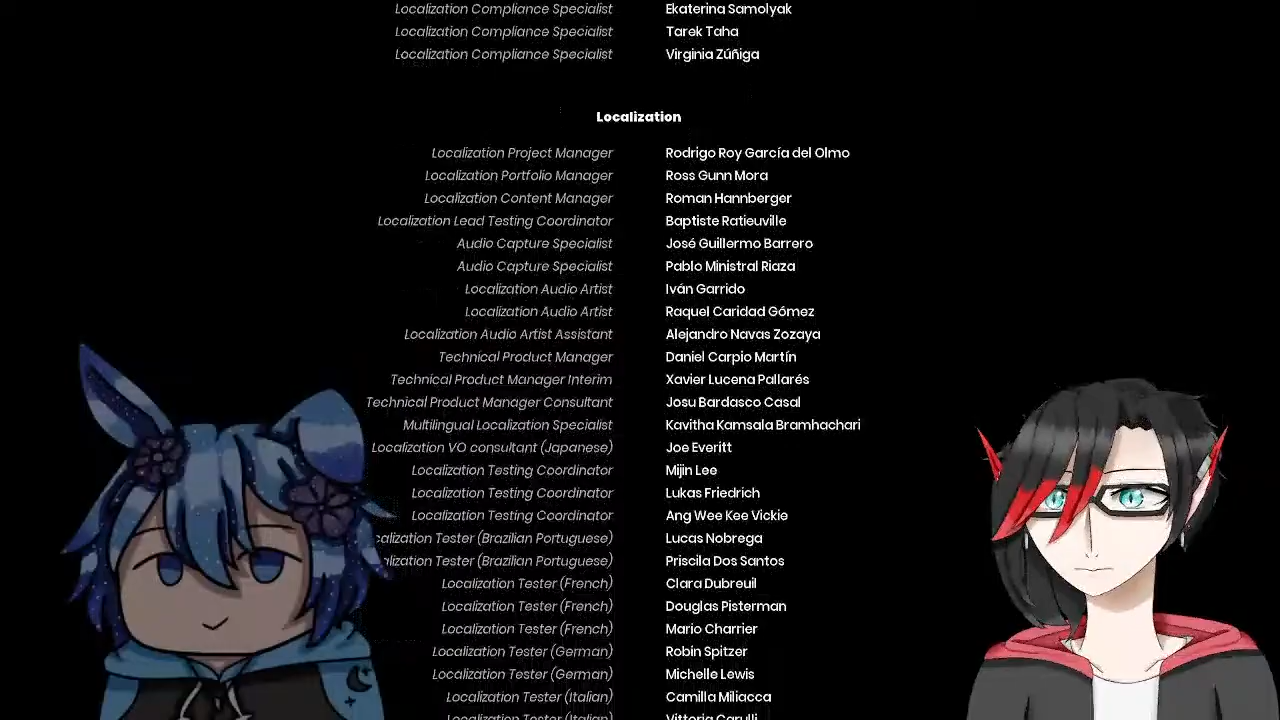 Localization Compliance Specialist Ekaterina Samolyak
Localization Compliance Specialist Tarek Taha
Localization Compliance Specialist Virginia Zúñiga
Localization
Localization Project Manager Rodrigo Roy García del Olmo
Localization Portfolio Manager Ross Gunn Mora
Localization Content Manager Roman Hannberger
Localization Lead Testing Coordinator Baptiste Ratieuville
Audio Capture Specialist José Guillermo Barrero
Audio Capture Specialist Pablo Ministral Riaza
Localization Audio Artist Iván Garrido
Localization Audio Artist Raquel Caridad Gómez
Localization Audio Artist Assistant Alejandro Navas Zozaya
Technical Product Manager Daniel Carpio Martín
Technical Product Manager Interim Xavier Lucena Pallarés
Technical Product Manager Consultant Josu Bardasco Casal
Multilingual Localization Specialist Kavitha Kamsala Bramhachari
Localization VO consultant (Japanese) Joe Everitt
Localization Testing Coordinator Mijin Lee
Localization Testing Coordinator Lukas Friedrich
Localization Testing Coordinator Ang Wee Kee Vickie
calization Tester (Brazilian Portuguese) Lucas Nobrega
alization Tester (Brazilian Portuguese) Priscila Dos Santos
Localization Tester (French) Clara Dubreuil
Localization Tester (French) Douglas Pisterman
Localization Tester (French) Mario Charrier
Localization Tester (German) Robin Spitzer
Localization Tester (German) Michelle Lewis
Localization Tester (Italian) Camilla Miliacca
Localization Tester (Italian) Vittoria Carulli